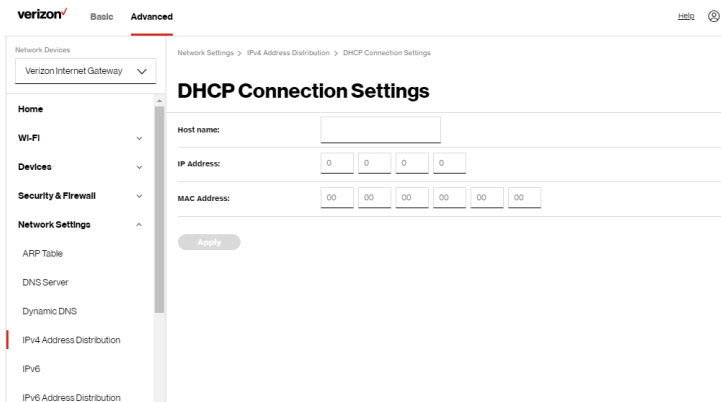 verizon
Basic
Advanced
Help
Network Devices
Verizon Internet Gateway
Home
Wi-Fi
Devices
Security & Firewall
Network Settings
ARP Table
DNS Server
Dynamic DNS
IPv4 Address Distribution
IPv6
IPv6 Address Distribution
Network Settings > IPv4 Address Distribution > DHCP Connection Settings
DHCP Connection Settings
Host name:
IP Address: 0 0 0 0
MAC Address: 00 00 00 00 00 00
Apply